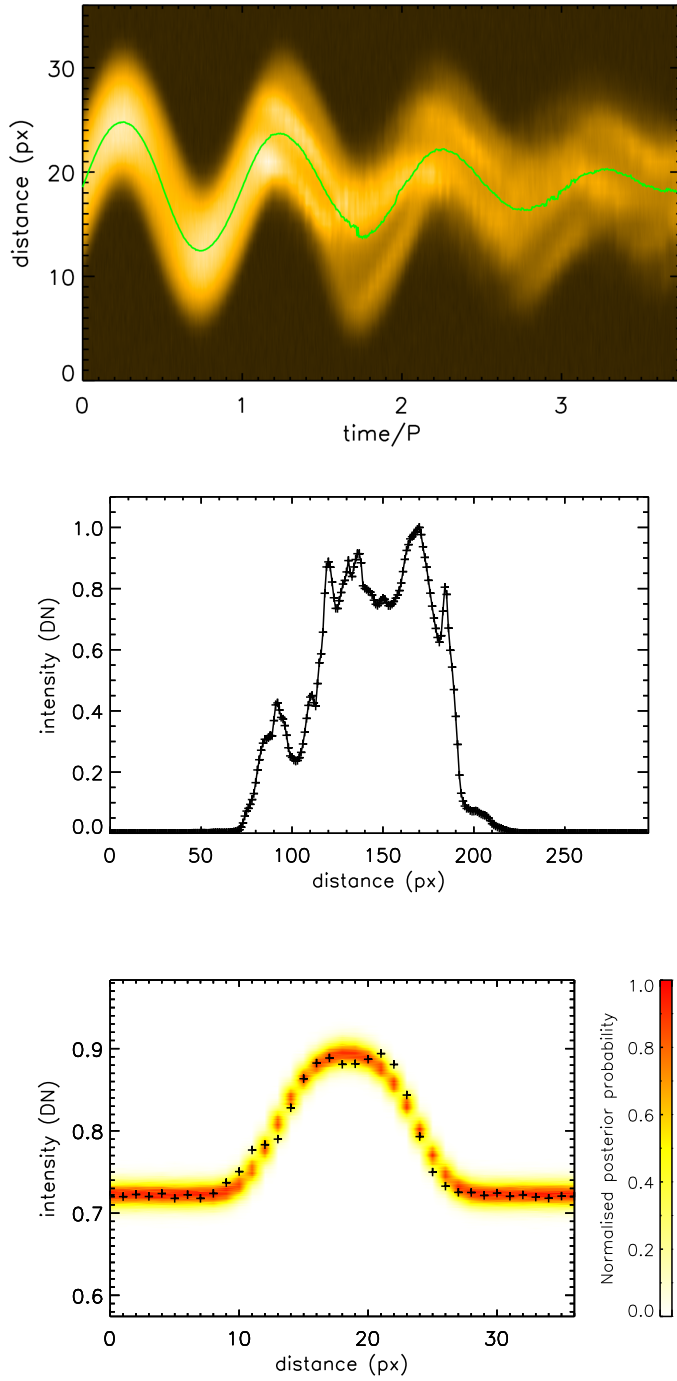 30
20
10
0
distance (px)
0 1 2 3
time/P
1.0
0.8
0.6
0.4
0.2
0.0
intensity (DN)
0 50 100 150 200 250
distance (px)
0.9
0.8
0.7
0.6
intensity (DN)
0 10 20 30
distance (px)
1.0
0.8
0.6
0.4
0.2
0.0
Normalised posterior probability